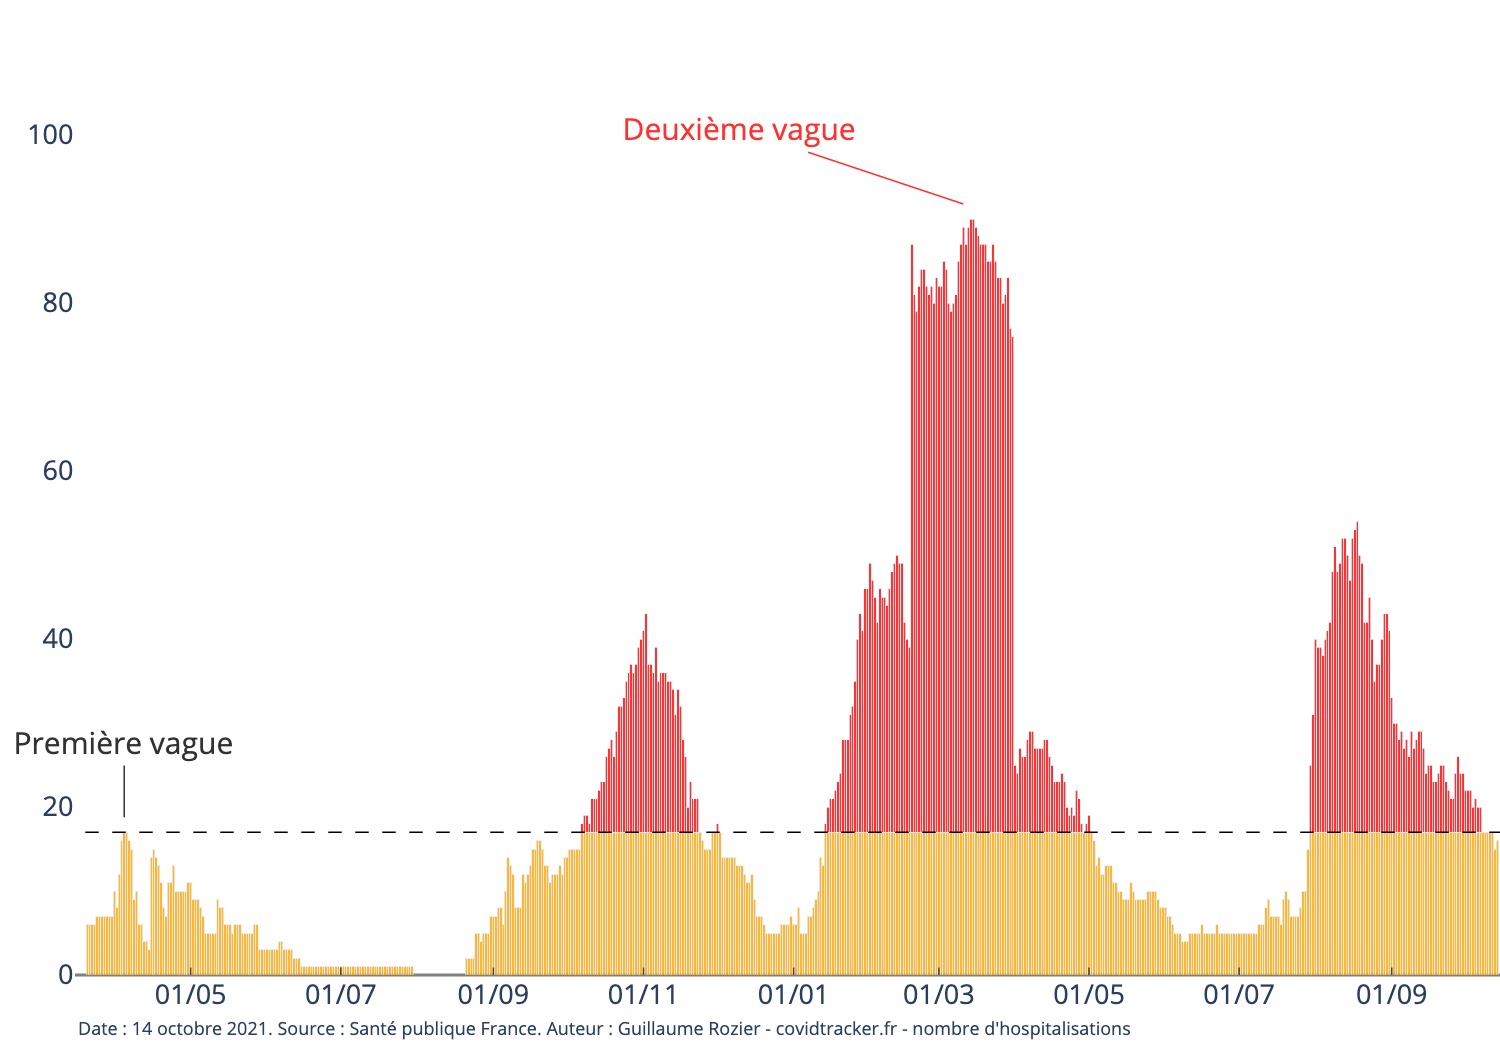 Deuxième vague
100
80
60
40
Première vague
20
0
01/05 01/07 01/09 01/11 01/01 01/03 01/05 01/07 01/09
Date : 14 octobre 2021. Source : Santé publique France. Auteur : Guillaume Rozier - covidtracker.fr - nombre d'hospitalisations